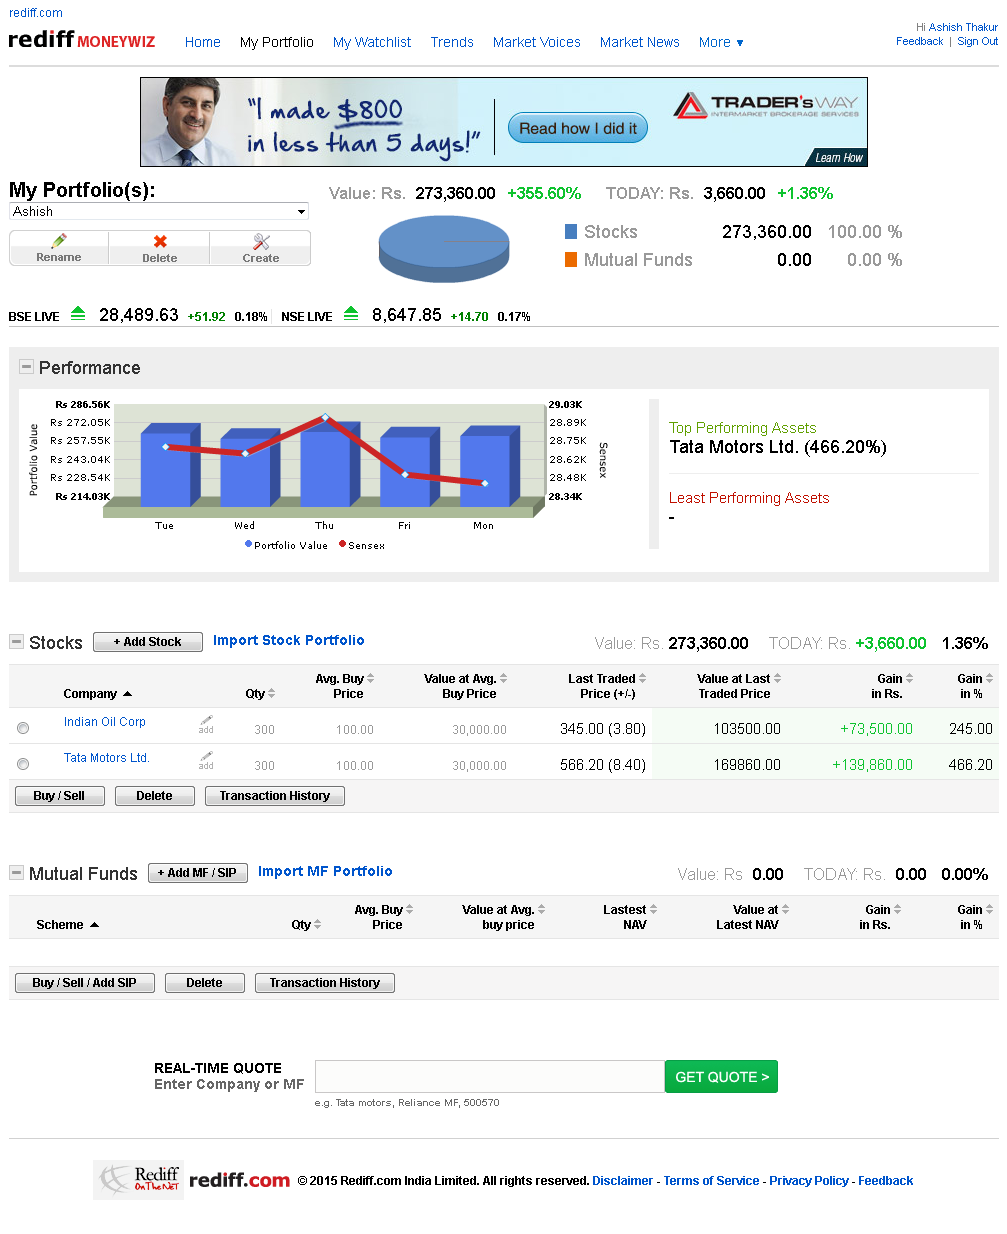 rediff.com
rediff MONEYWIZ Home My Portfolio My Watchlist Trends Market Voices Market News More ▼
Hi Ashish Thakur
Feedback | Sign Out
"I made $800
in less than 5 days!"
Read how I did it
TRADER'S WAY
INTERMARKET BROKERAGE SERVICES
Learn How
My Portfolio(s):
Ashish
Rename Delete Create
Value: Rs. 273,360.00 +355.60% TODAY: Rs. 3,660.00 +1.36%
Stocks 273,360.00 100.00 %
Mutual Funds 0.00 0.00 %
BSE LIVE 28,489.63 +51.92 0.18% NSE LIVE 8,647.85 +14.70 0.17%
Performance
Portfolio Value
Rs 286.56K
Rs 272.05K
Rs 257.55K
Rs 243.04K
Rs 228.54K
Rs 214.03K
29.03K
28.89K
28.75K
28.62K
28.48K
28.34K
Sensex
Tue Wed Thu Fri Mon
Portfolio Value Sensex
Top Performing Assets
Tata Motors Ltd. (466.20%)
Least Performing Assets
-
Stocks + Add Stock Import Stock Portfolio Value: Rs. 273,360.00 TODAY: Rs. +3,660.00 1.36%
Company Qty Avg. Buy Price Value at Avg. Buy Price Last Traded Price (+/-) Value at Last Traded Price Gain in Rs. Gain in %
Indian Oil Corp add 300 100.00 30,000.00 345.00 (3.80) 103500.00 +73,500.00 245.00
Tata Motors Ltd. add 300 100.00 30,000.00 566.20 (8.40) 169860.00 +139,860.00 466.20
Buy / Sell Delete Transaction History
Mutual Funds + Add MF / SIP Import MF Portfolio Value: Rs 0.00 TODAY: Rs. 0.00 0.00%
Scheme Qty Avg. Buy Price Value at Avg. buy price Lastest NAV Value at Latest NAV Gain in Rs. Gain in %
Buy / Sell / Add SIP Delete Transaction History
REAL-TIME QUOTE
Enter Company or MF
GET QUOTE >
e.g. Tata motors, Reliance MF, 500570
Rediff
On The NeT
rediff.com © 2015 Rediff.com India Limited. All rights reserved. Disclaimer - Terms of Service - Privacy Policy - Feedback